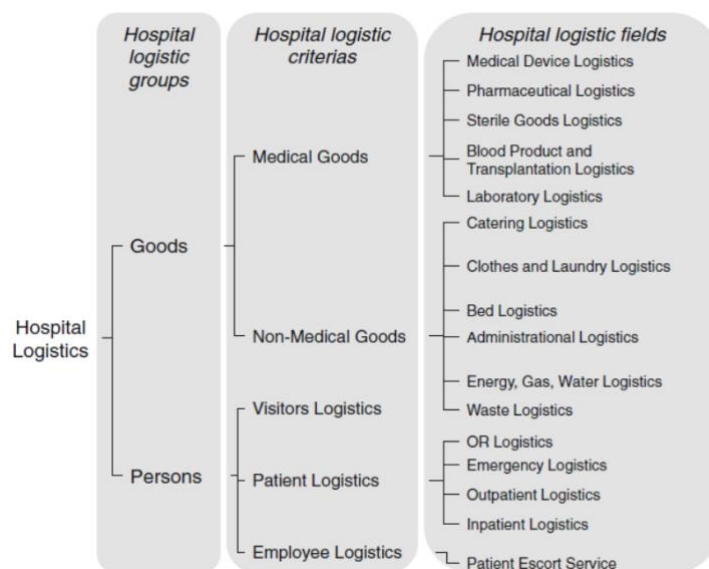 Hospital
logistic
groups
Hospital logistic
criterias
Hospital logistic fields
Hospital
Logistics
Goods
Persons
Medical Goods
Non-Medical Goods
Visitors Logistics
Patient Logistics
Employee Logistics
Medical Device Logistics
Pharmaceutical Logistics
Sterile Goods Logistics
Blood Product and
Transplantation Logistics
Laboratory Logistics
Catering Logistics
Clothes and Laundry Logistics
Bed Logistics
Administrational Logistics
Energy, Gas, Water Logistics
Waste Logistics
OR Logistics
Emergency Logistics
Outpatient Logistics
Inpatient Logistics
Patient Escort Service